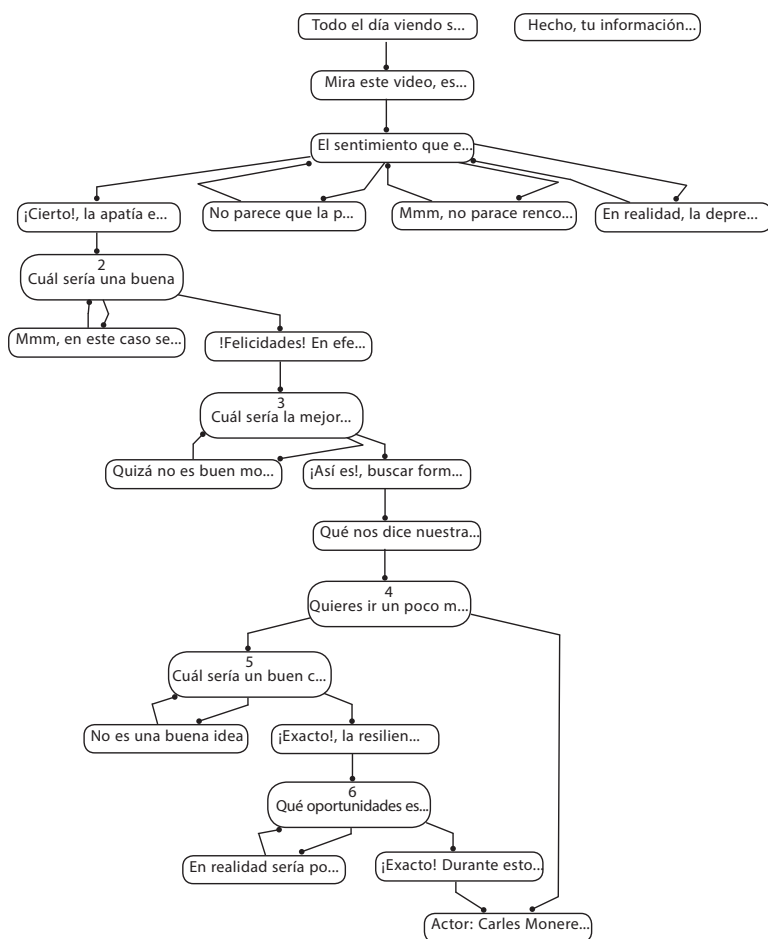 Todo el día viendo s...
Hecho, tu información...
Mira este video, es...
El sentimiento que e...
¡Cierto!, la apatía e...
No parece que la p...
Mmm, no parace renco...
En realidad, la depre...
2
Cuál sería una buena
Mmm, en este caso se...
!Felicidades! En efe...
3
Cuál sería la mejor...
Quizá no es buen mo...
¡Así es!, buscar form...
Qué nos dice nuestra...
4
Quieres ir un poco m...
5
Cuál sería un buen c...
No es una buena idea
¡Exacto!, la resilien...
6
Qué oportunidades es...
En realidad sería po...
¡Exacto! Durante esto...
Actor: Carles Monere...